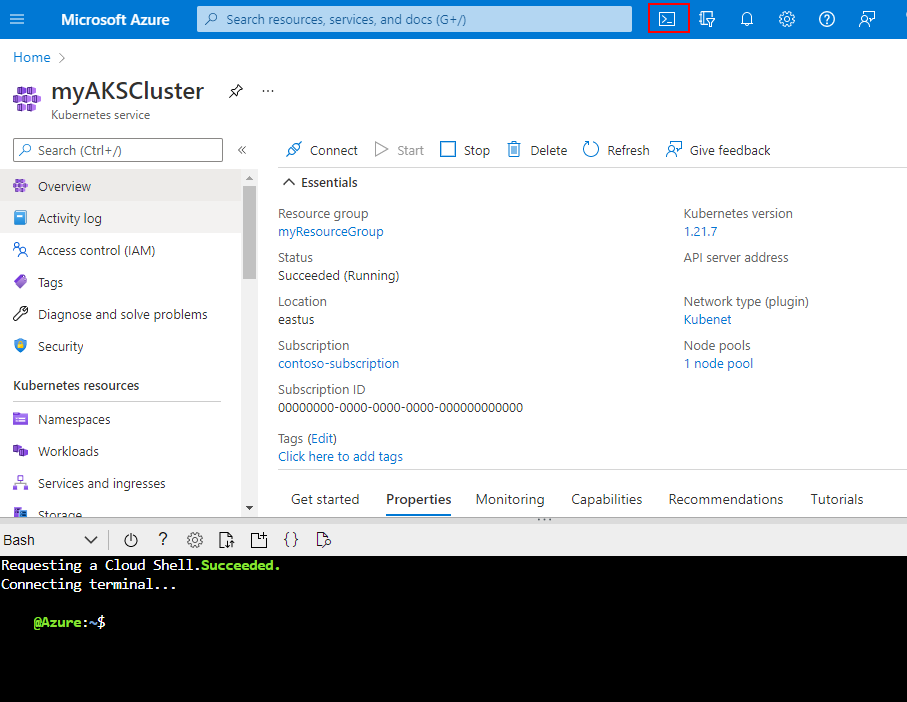 Microsoft Azure
Search resources, services, and docs (G+/)
Home
myAKSCluster
Kubernetes service
Search (Ctrl+/)
Overview
Activity log
Access control (IAM)
Tags
Diagnose and solve problems
Security
Kubernetes resources
Namespaces
Workloads
Services and ingresses
Storage
Connect
Start
Stop
Delete
Refresh
Give feedback
Essentials
Resource group
myResourceGroup
Status
Succeeded (Running)
Location
eastus
Subscription
contoso-subscription
Subscription ID
00000000-0000-0000-0000-000000000000
Tags (Edit)
Click here to add tags
Kubernetes version
1.21.7
API server address
Network type (plugin)
Kubenet
Node pools
1 node pool
Get started
Properties
Monitoring
Capabilities
Recommendations
Tutorials
Bash
Requesting a Cloud Shell.Succeeded.
Connecting terminal...
@Azure:~$